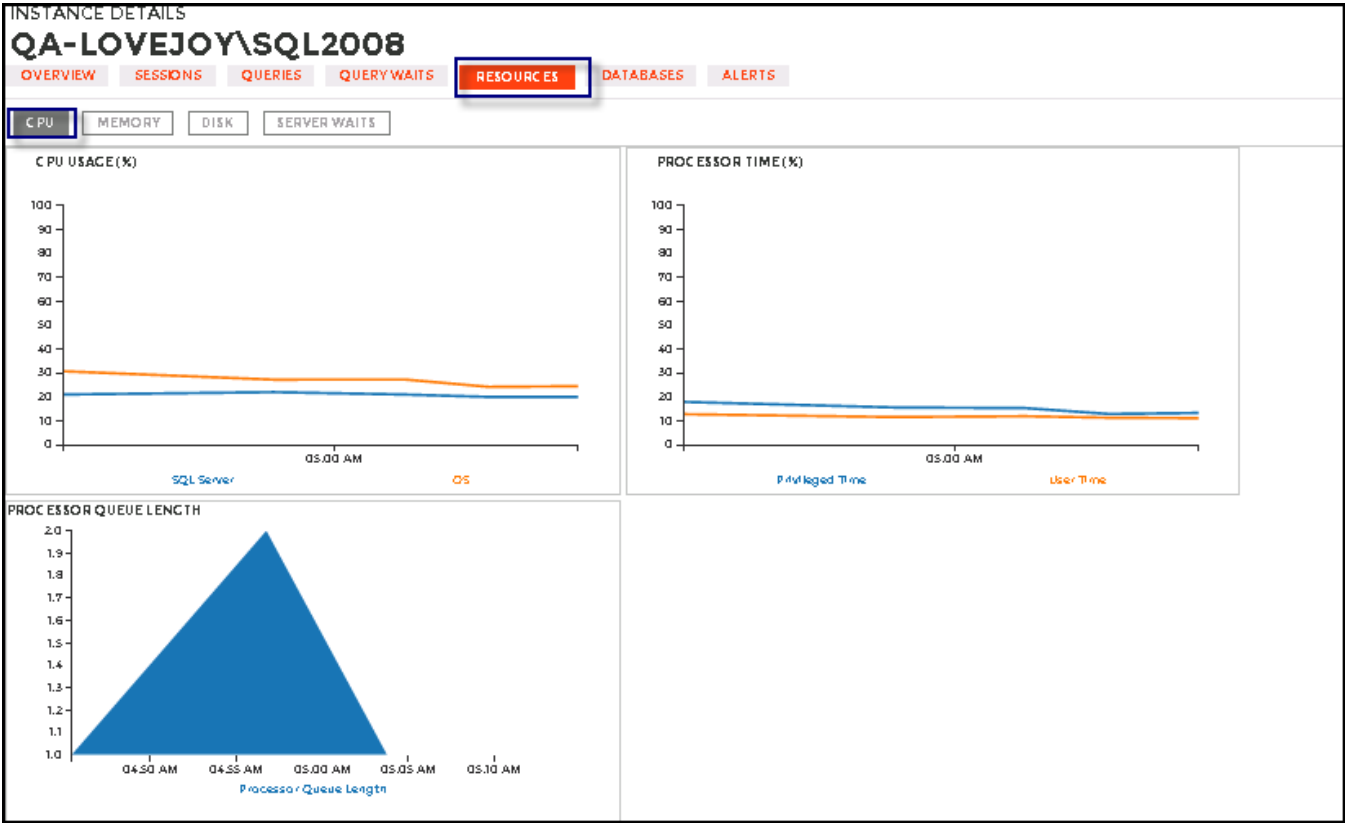 INSTANCE DETAILS
QA-LOVEJOY\SQL2008
OVERVIEW SESSIONS QUERIES QUERY WAITS RESOURCES DATABASES ALERTS
CPU MEMORY DISK SERVER WAITS
CPU USAGE (%) PROCESSOR TIME (%)
100 100
90 90
80 80
70 70
60 60
50 50
40 40
30 30
20 20
10 10
0 0
05:00 AM 05:00 AM
SQL Server OS Privileged Time User Time
PROCESSOR QUEUE LENGTH
2.0
1.9
1.8
1.7
1.6
1.5
1.4
1.3
1.2
1.1
1.0
04:50 AM 04:55 AM 05:00 AM 05:05 AM 05:10 AM
Processor Queue Length